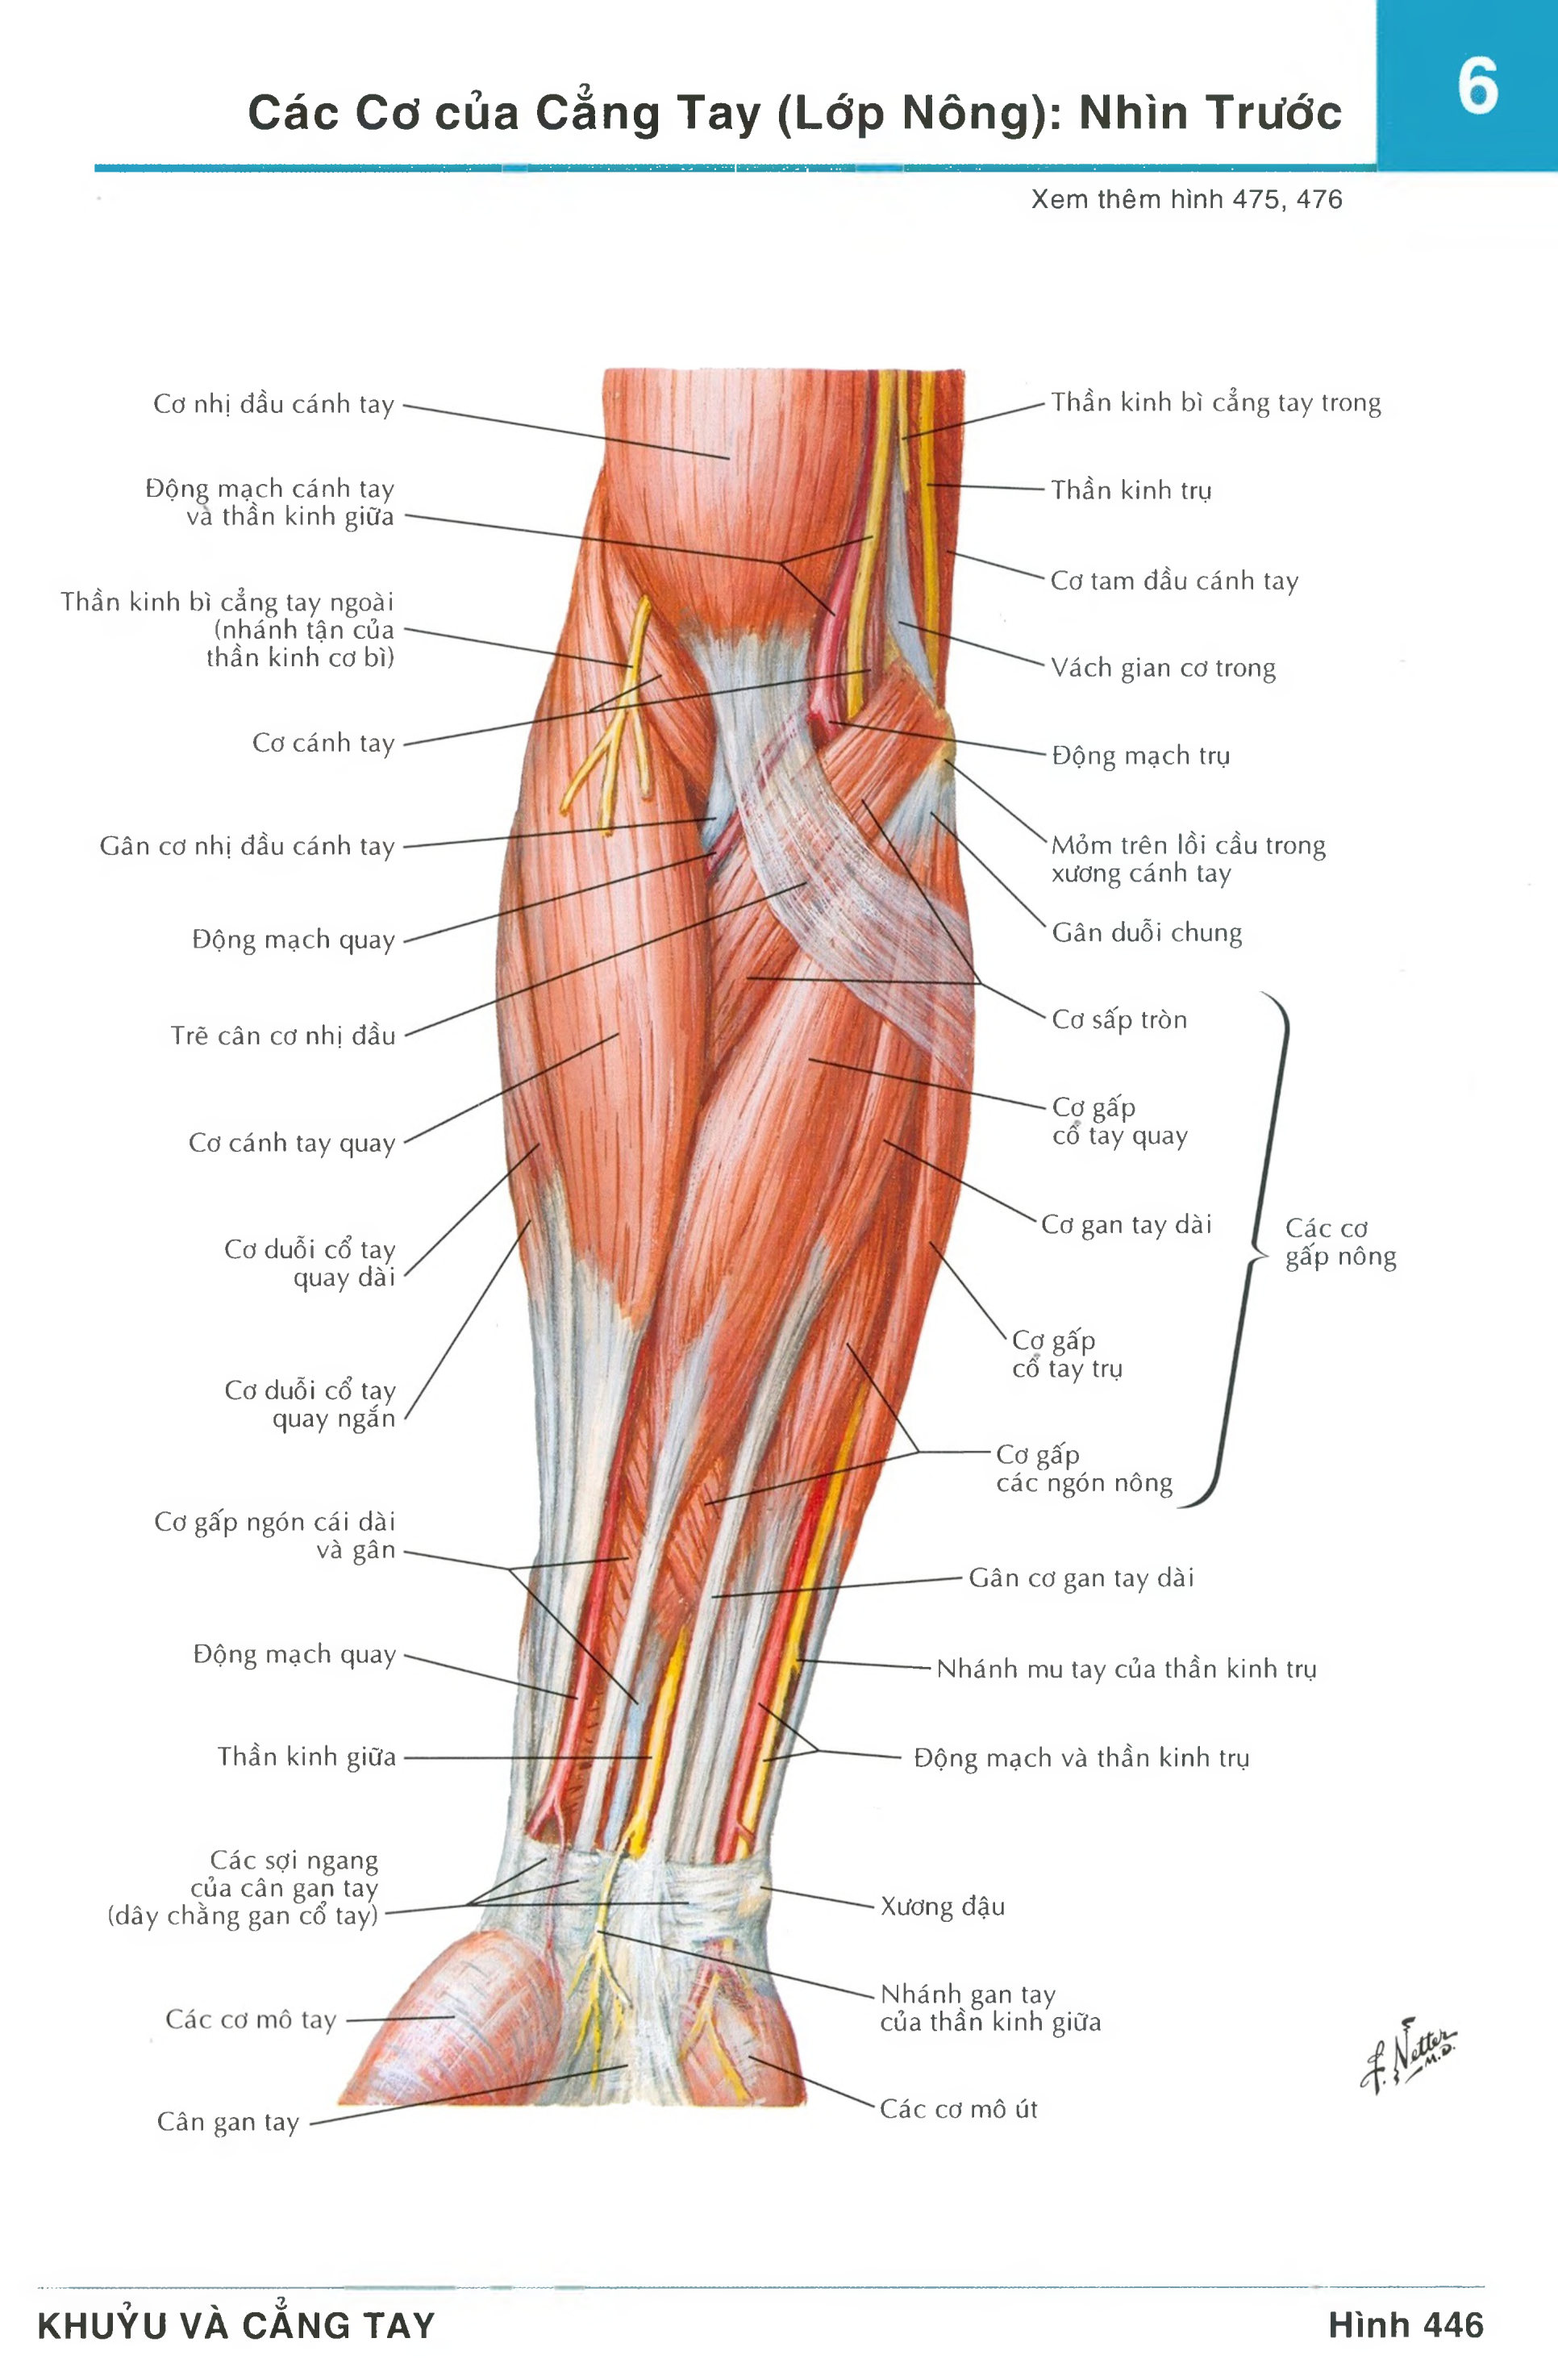 6
Các Cơ của Cẳng Tay (Lớp Nông): Nhìn Trước
Xem thêm hình 475, 476
Cơ nhị đầu cánh tay
Động mạch cánh tay
và thần kinh giữa
Thần kinh bì cẳng tay ngoài
(nhánh tận của
thần kinh cơ bì)
Cơ cánh tay
Gân cơ nhị đầu cánh tay
Động mạch quay
Trẽ cân cơ nhị đầu
Cơ cánh tay quay
Cơ duỗi cổ tay
quay dài
Cơ duỗi cổ tay
quay ngắn
Cơ gấp ngón cái dài
và gân
Động mạch quay
Thần kinh giữa
Các sợi ngang
của cân gan tay
(dây chằng gan cổ tay)
Các cơ mô tay
Cân gan tay
Thần kinh bì cẳng tay trong
Thần kinh trụ
Cơ tam đầu cánh tay
Vách gian cơ trong
Động mạch trụ
Mỏm trên lồi cầu trong
xương cánh tay
Gân duỗi chung
Cơ sấp tròn
Cơ gấp
cổ tay quay
Cơ gan tay dài
Các cơ
gấp nông
Cơ gấp
cổ tay trụ
Cơ gấp
các ngón nông
Gân cơ gan tay dài
Nhánh mu tay của thần kinh trụ
Động mạch và thần kinh trụ
Xương đậu
Nhánh gan tay
của thần kinh giữa
Các cơ mô út
F. Netter
M.D.
KHUỶU VÀ CẲNG TAY
Hình 446